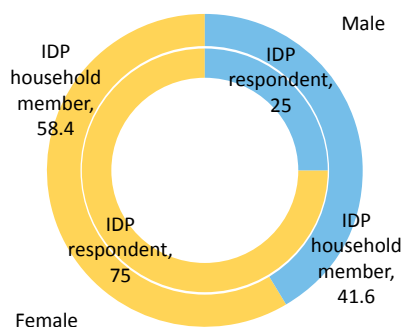 Male
IDP
respondent,
25
IDP
household
member,
58.4
IDP
respondent,
75
IDP
household
member,
41.6
Female